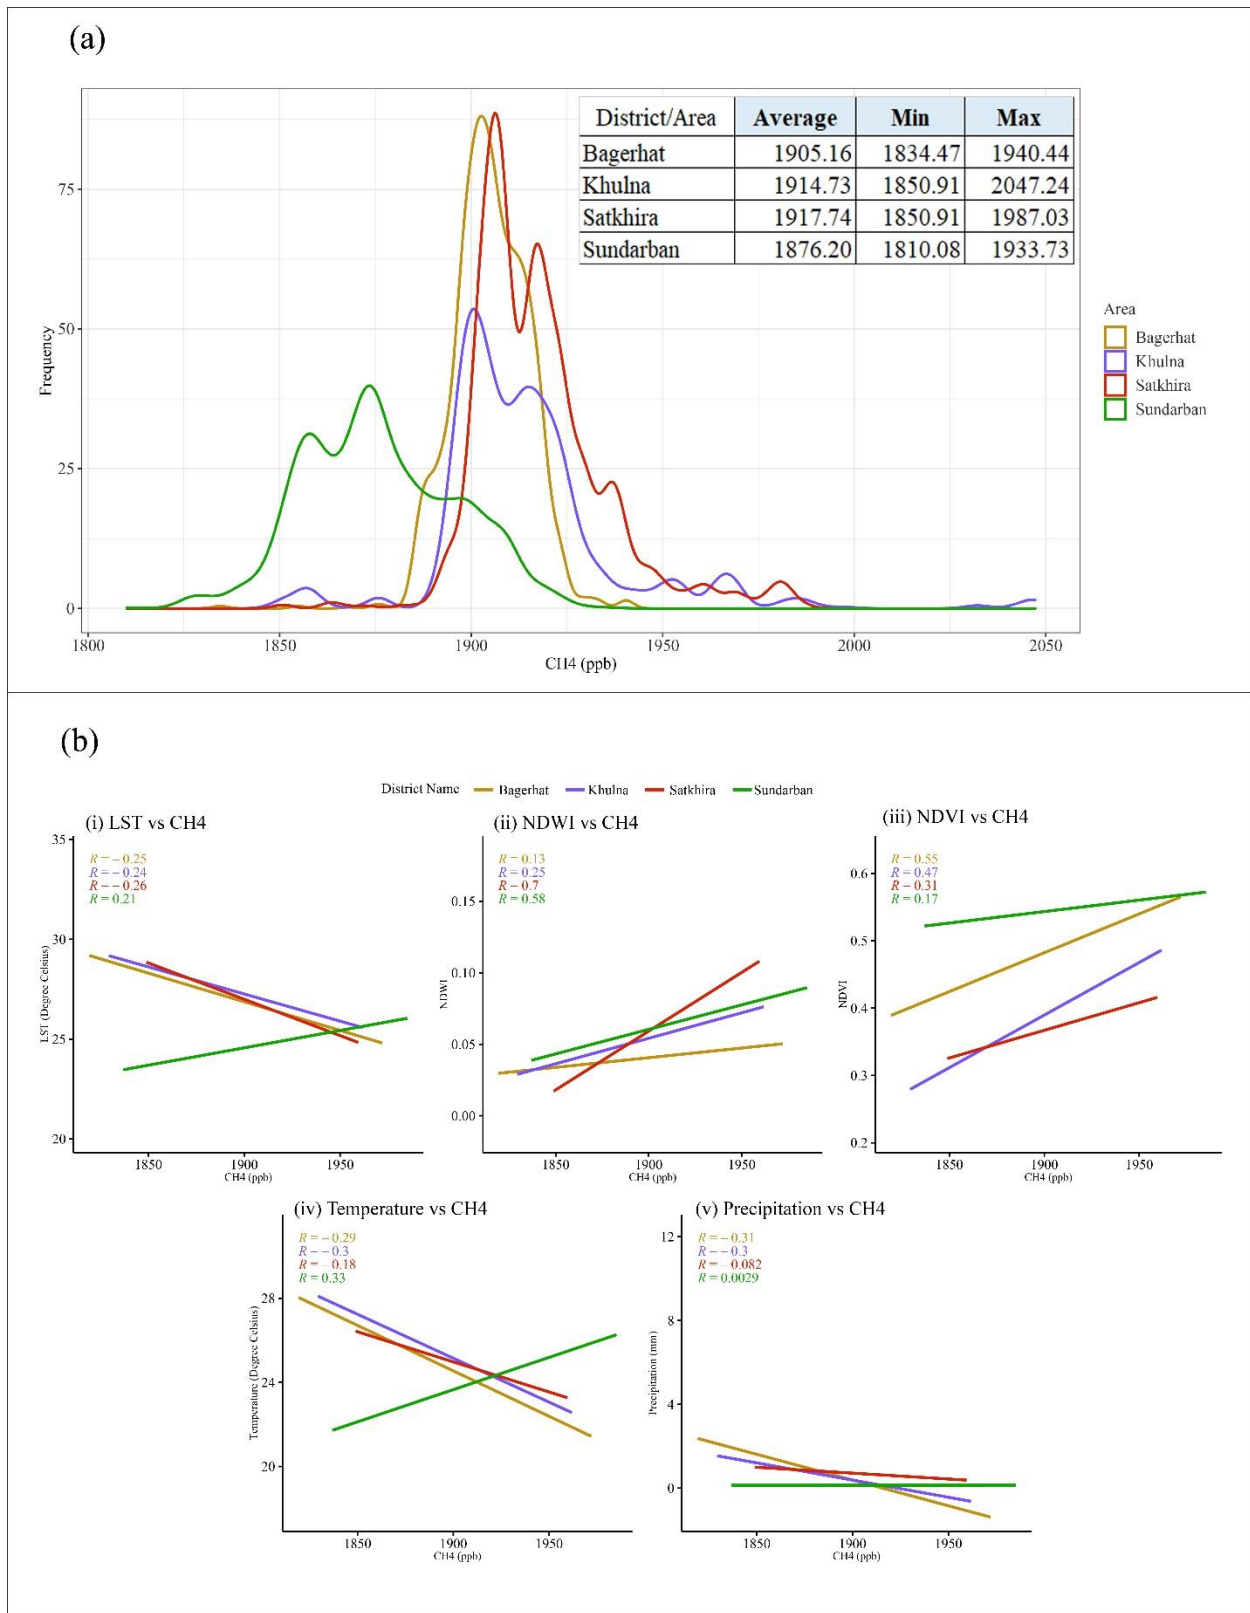 (a)
District/Area Average Min Max
Bagerhat 1905.16 1834.47 1940.44
Khulna 1914.73 1850.91 2047.24
Satkhira 1917.74 1850.91 1987.03
Sundarban 1876.20 1810.08 1933.73
75
50
25
0
Frequency
1800 1850 1900 1950 2000 2050
CH4 (ppb)
Area
Bagerhat
Khulna
Satkhira
Sundarban
(b)
District Name Bagerhat Khulna Satkhira Sundarban
(i) LST vs CH4
R = − 0.25
R = − 0.24
R = − 0.26
R = 0.21
35
30
25
20
LST (Degree Celsius)
1850 1900 1950
CH4 (ppb)
(ii) NDWI vs CH4
R = 0.13
R = 0.25
R = 0.7
R = 0.58
0.15
0.10
0.05
0.00
NDWI
1850 1900 1950
CH4 (ppb)
(iii) NDVI vs CH4
R = 0.55
R = 0.47
R = 0.31
R = 0.17
0.6
0.5
0.4
0.3
0.2
NDVI
1850 1900 1950
CH4 (ppb)
(iv) Temperature vs CH4
R = − 0.29
R = − 0.3
R = − 0.18
R = 0.33
28
24
20
Temperature (Degree Celsius)
1850 1900 1950
CH4 (ppb)
(v) Precipitation vs CH4
R = − 0.31
R = − 0.3
R = − 0.082
R = 0.0029
12
8
4
0
Precipitation (mm)
1850 1900 1950
CH4 (ppb)